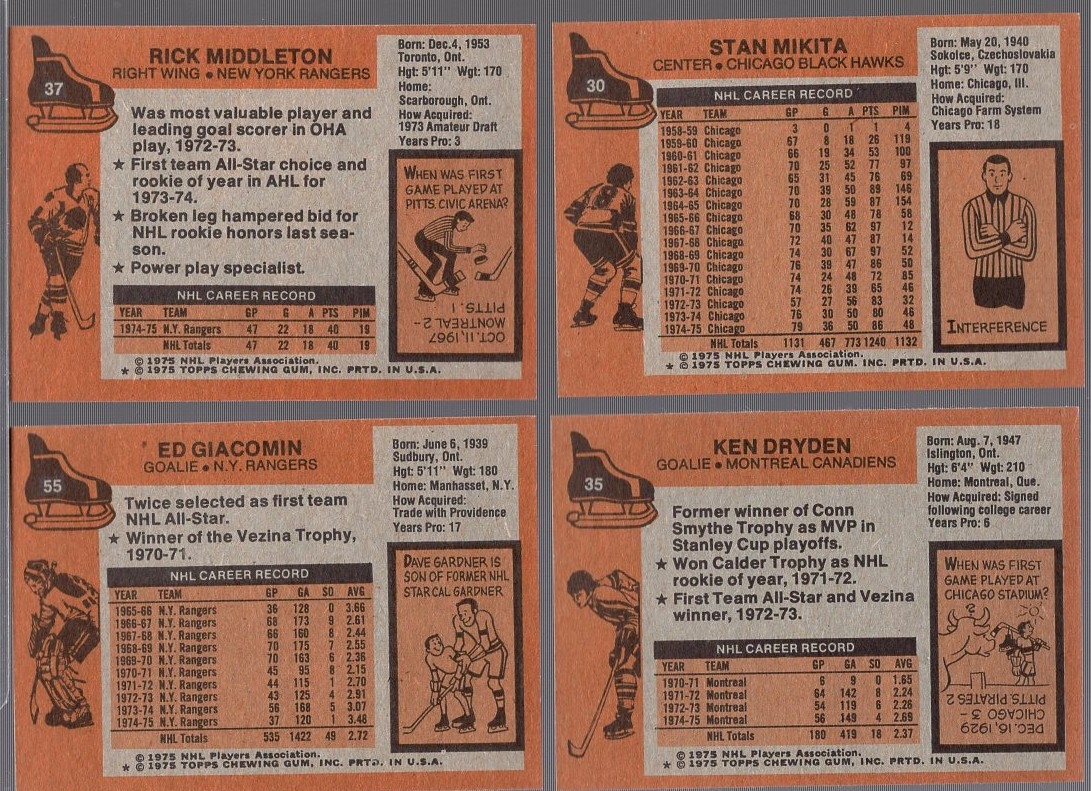 37
RICK MIDDLETON
RIGHT WING • NEW YORK RANGERS
Born: Dec.4, 1953
Toronto, Ont.
Hgt: 5'11" Wgt: 170
Home:
Scarborough, Ont.
How Acquired:
1973 Amateur Draft
Years Pro: 3
Was most valuable player and
leading goal scorer in OHA
play, 1972-73.
★ First team All-Star choice and
rookie of year in AHL for
1973-74.
★ Broken leg hampered bid for
NHL rookie honors last sea-
son.
★ Power play specialist.
NHL CAREER RECORD
YEAR TEAM GP G A PTS PIM
1974-75 N.Y. Rangers 47 22 18 40 19
NHL Totals 47 22 18 40 19
WHEN WAS FIRST
GAME PLAYED AT
PITTS. CIVIC ARENA?
OCT. 11, 1967
MONTREAL 2-
PITTS. 1
© 1975 NHL Players Association.
★ © 1975 TOPPS CHEWING GUM, INC. PRTD. IN U.S.A.
30
STAN MIKITA
CENTER • CHICAGO BLACK HAWKS
Born: May 20, 1940
Sokolce, Czechoslovakia
Hgt: 5'9" Wgt: 170
Home: Chicago, Ill.
How Acquired:
Chicago Farm System
Years Pro: 18
NHL CAREER RECORD
YEAR TEAM GP G A PTS PIM
1958-59 Chicago 3 0 1 1 4
1959-60 Chicago 67 8 18 26 119
1960-61 Chicago 66 19 34 53 100
1961-62 Chicago 70 25 52 77 97
1962-63 Chicago 65 31 45 76 69
1963-64 Chicago 70 39 50 89 146
1964-65 Chicago 70 28 59 87 154
1965-66 Chicago 68 30 48 78 58
1966-67 Chicago 70 35 62 97 12
1967-68 Chicago 72 40 47 87 14
1968-69 Chicago 74 30 67 97 52
1969-70 Chicago 76 39 47 86 50
1970-71 Chicago 74 24 48 72 85
1971-72 Chicago 74 26 39 65 46
1972-73 Chicago 57 27 56 83 32
1973-74 Chicago 76 30 50 80 46
1974-75 Chicago 79 36 50 86 48
NHL Totals 1131 467 773 1240 1132
INTERFERENCE
© 1975 NHL Players Association.
★ © 1975 TOPPS CHEWING GUM, INC. PRTD. IN U.S.A.
55
ED GIACOMIN
GOALIE • N.Y. RANGERS
Born: June 6, 1939
Sudbury, Ont.
Hgt: 5'11" Wgt: 180
Home: Manhasset, N.Y.
How Acquired:
Trade with Providence
Years Pro: 17
Twice selected as first team
NHL All-Star.
★ Winner of the Vezina Trophy,
1970-71.
NHL CAREER RECORD
YEAR TEAM GP GA SO AVG
1965-66 N.Y. Rangers 36 128 0 3.66
1966-67 N.Y. Rangers 68 173 9 2.61
1967-68 N.Y. Rangers 66 160 8 2.44
1968-69 N.Y. Rangers 70 175 7 2.55
1969-70 N.Y. Rangers 70 163 6 2.36
1970-71 N.Y. Rangers 45 95 8 2.15
1971-72 N.Y. Rangers 44 115 1 2.70
1972-73 N.Y. Rangers 43 125 4 2.91
1973-74 N.Y. Rangers 56 168 5 3.07
1974-75 N.Y. Rangers 37 120 1 3.48
NHL Totals 535 1422 49 2.72
DAVE GARDNER IS
SON OF FORMER NHL
STAR CAL GARDNER
© 1975 NHL Players Association.
★ © 1975 TOPPS CHEWING GUM, INC. PRTD. IN U.S.A.
35
KEN DRYDEN
GOALIE • MONTREAL CANADIENS
Born: Aug. 7, 1947
Islington, Ont.
Hgt: 6'4" Wgt: 210
Home: Montreal, Que.
How Acquired: Signed
following college career
Years Pro: 6
Former winner of Conn
Smythe Trophy as MVP in
Stanley Cup playoffs.
★ Won Calder Trophy as NHL
rookie of year, 1971-72.
★ First Team All-Star and Vezina
winner, 1972-73.
NHL CAREER RECORD
YEAR TEAM GP GA SO AVG
1970-71 Montreal 6 9 0 1.65
1971-72 Montreal 64 142 8 2.24
1972-73 Montreal 54 119 6 2.26
1974-75 Montreal 56 149 4 2.69
NHL Totals 180 419 18 2.37
WHEN WAS FIRST
GAME PLAYED AT
CHICAGO STADIUM?
DEC. 16, 1929
CHICAGO 3 -
PITTS. PIRATES 2
© 1975 NHL Players Association.
★ © 1975 TOPPS CHEWING GUM, INC. PRTD. IN U.S.A.